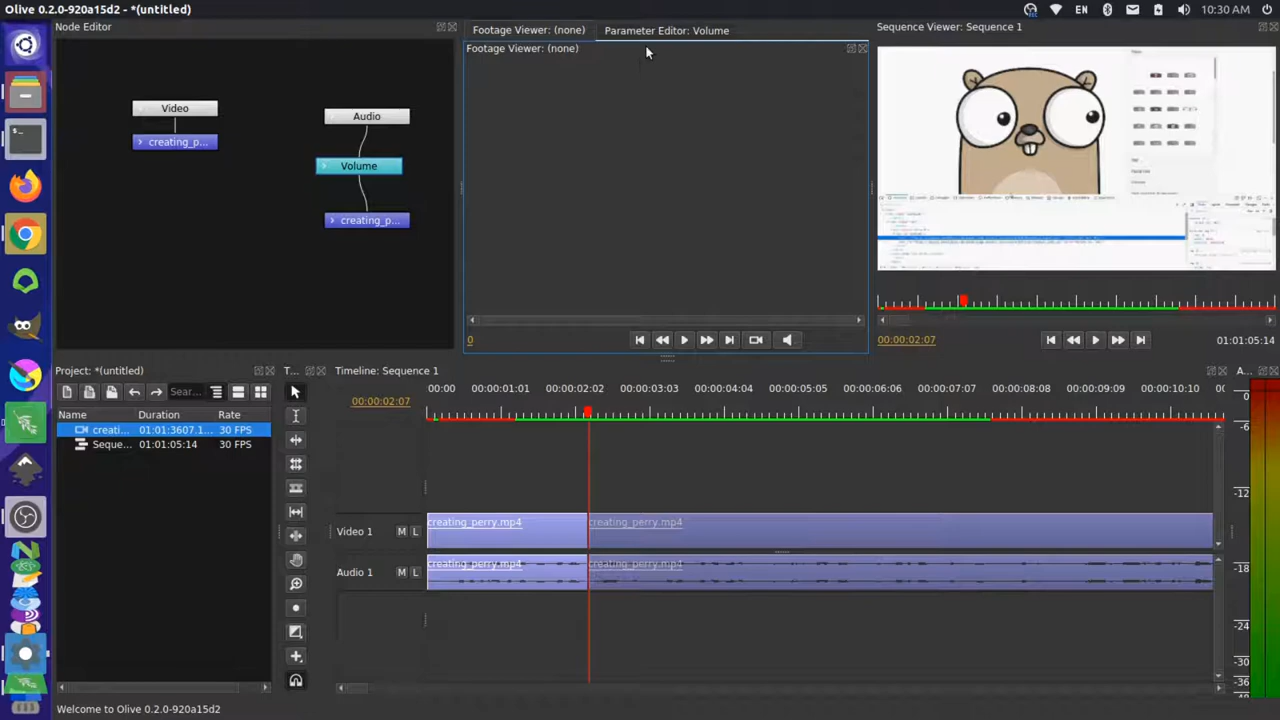 Olive 0.2.0-920a15d2 - *(untitled)
EN
10:30 AM
Node Editor
Video
creating_p...
Audio
Volume
creating_p...
Footage Viewer: (none)
Parameter Editor: Volume
Footage Viewer: (none)
0
Sequence Viewer: Sequence 1
00:00:02:07
01:01:05:14
Project: *(untitled)
Sear...
Name Duration Rate
creati... 01:01:3607.1... 30 FPS
Seque... 01:01:05:14 30 FPS
T...
Timeline: Sequence 1
00:00:02:07
00:00 00:00:01:01 00:00:02:02 00:00:03:03 00:00:04:04 00:00:05:05 00:00:06:06 00:00:07:07 00:00:08:08 00:00:09:09 00:00:10:10 00
Video 1 M L
creating_perry.mp4
creating_perry.mp4
Audio 1 M L
creating_perry.mp4
creating_perry.mp4
A...
0
-6
-12
-18
-24
-30
-36
Welcome to Olive 0.2.0-920a15d2